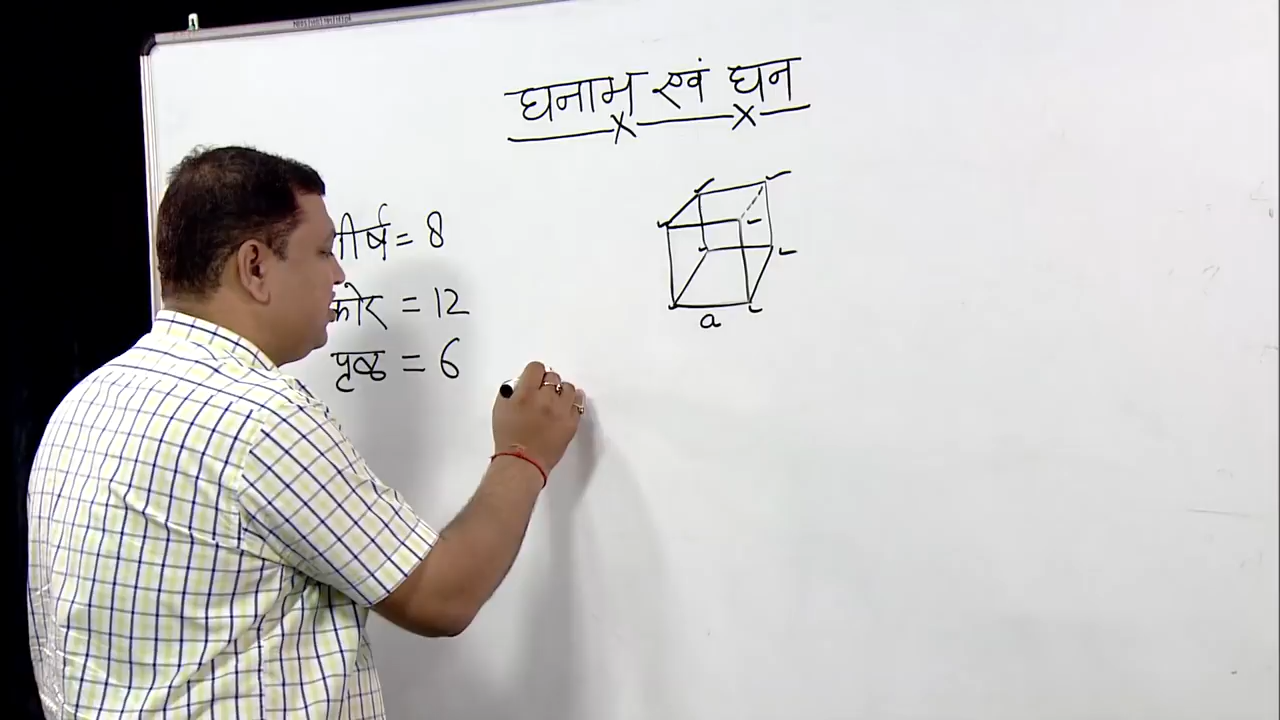 घनाभ एवं घन
= 8
कोर = 12
पृष्ठ = 6
a